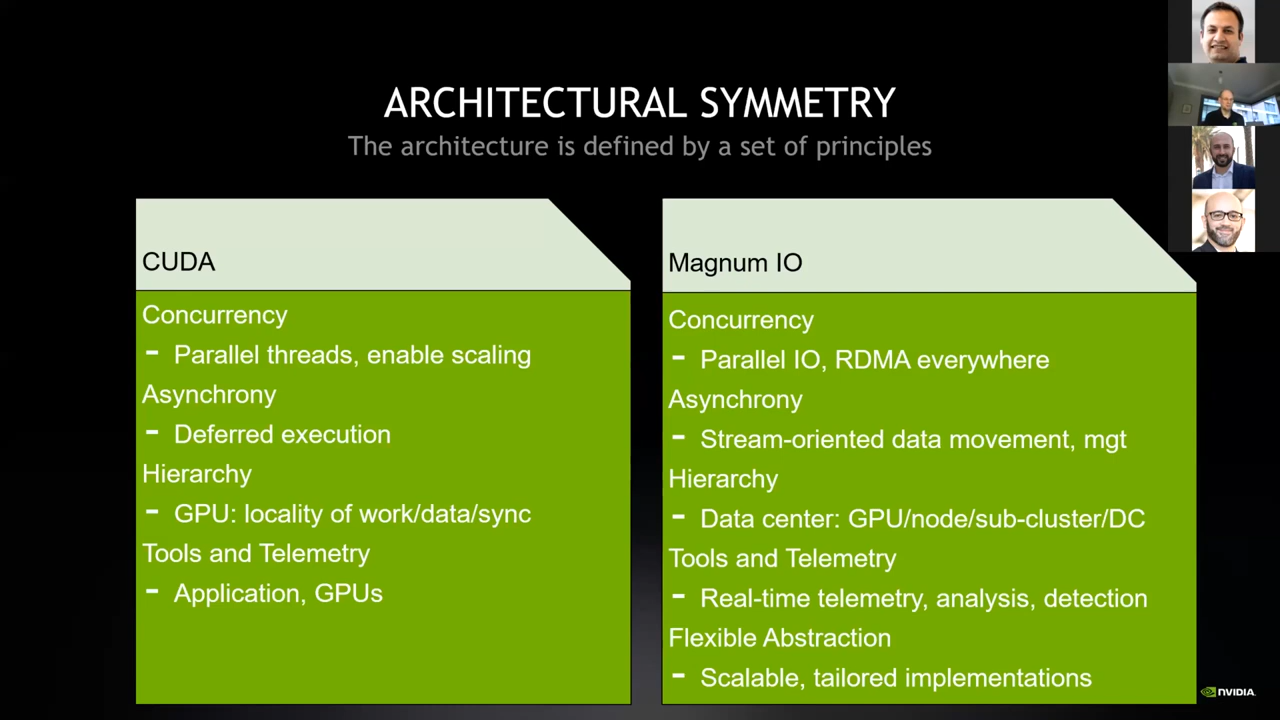 ARCHITECTURAL SYMMETRY
The architecture is defined by a set of principles
CUDA
Concurrency
- Parallel threads, enable scaling
Asynchrony
- Deferred execution
Hierarchy
- GPU: locality of work/data/sync
Tools and Telemetry
- Application, GPUs
Magnum IO
Concurrency
- Parallel IO, RDMA everywhere
Asynchrony
- Stream-oriented data movement, mgt
Hierarchy
- Data center: GPU/node/sub-cluster/DC
Tools and Telemetry
- Real-time telemetry, analysis, detection
Flexible Abstraction
- Scalable, tailored implementations
NVIDIA.